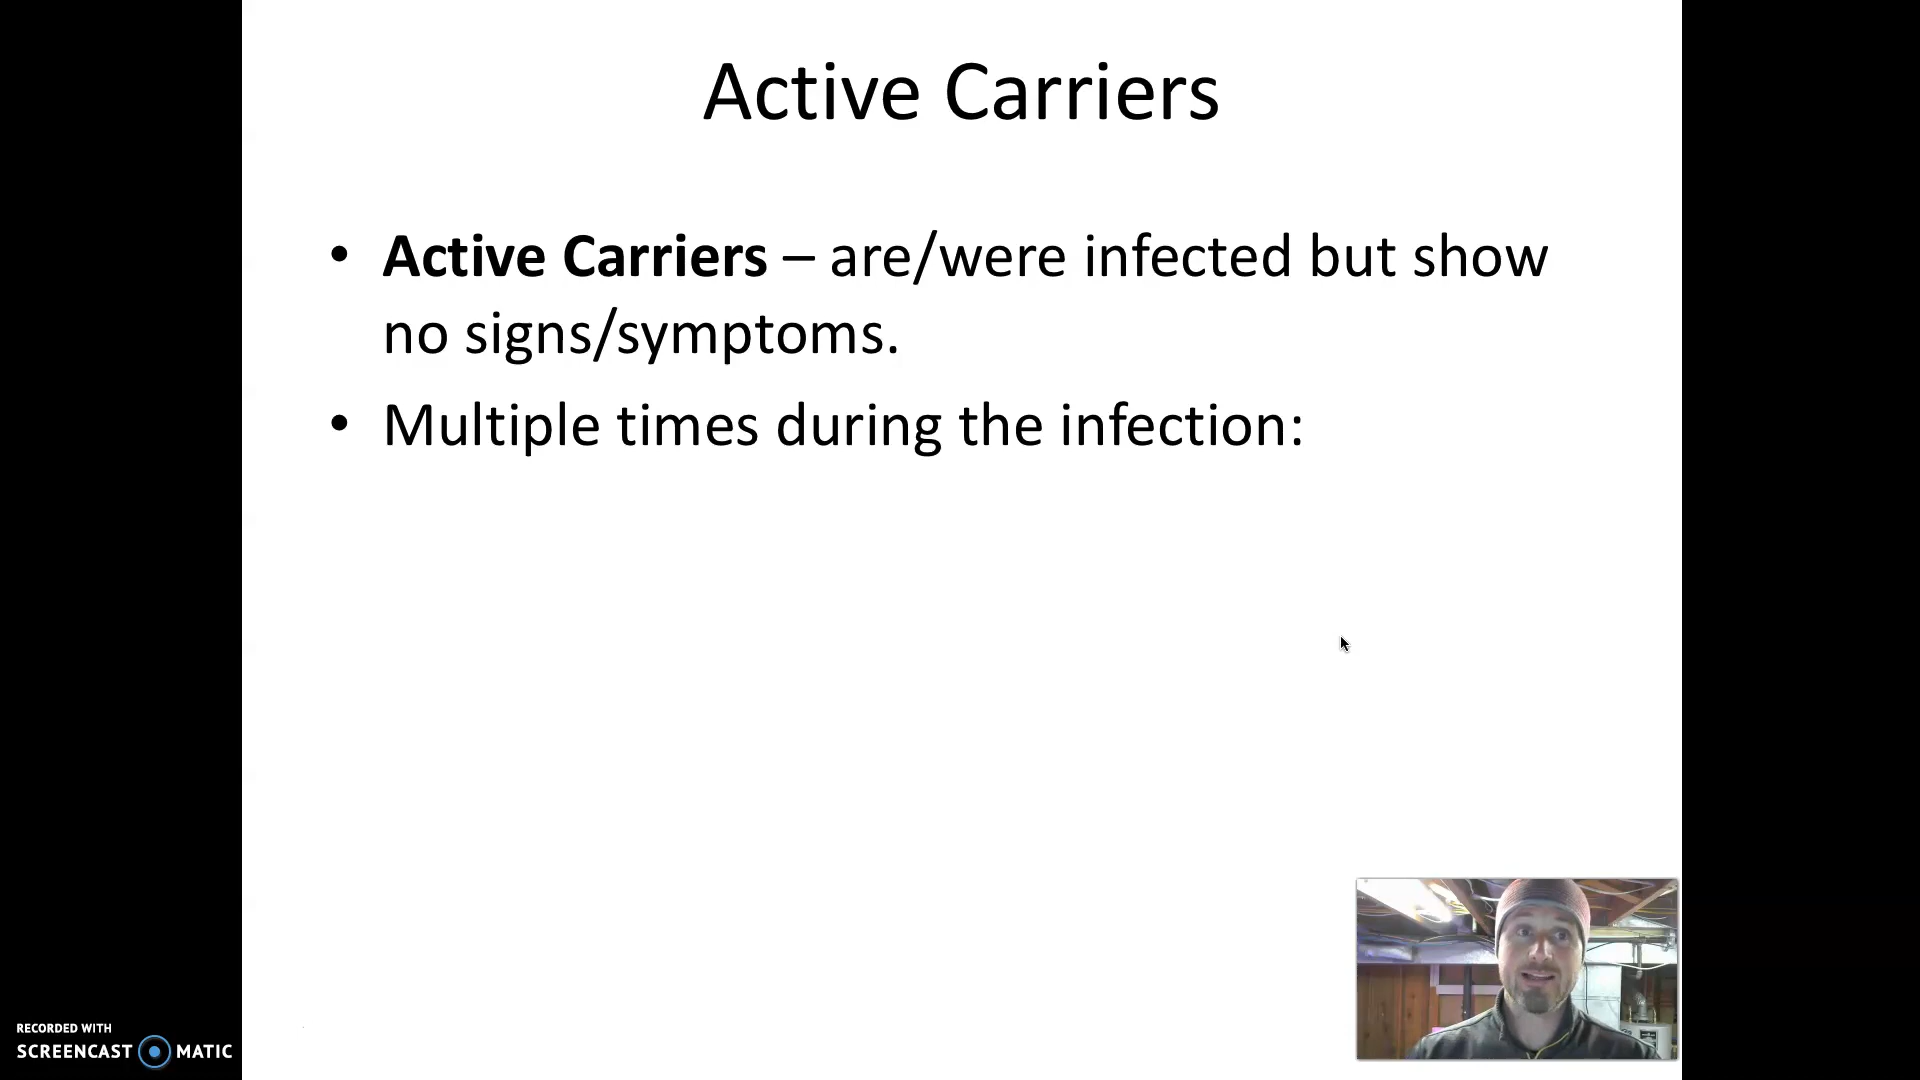 Active Carriers
• Active Carriers – are/were infected but show
no signs/symptoms.
• Multiple times during the infection:
RECORDED WITH
SCREENCAST MATIC